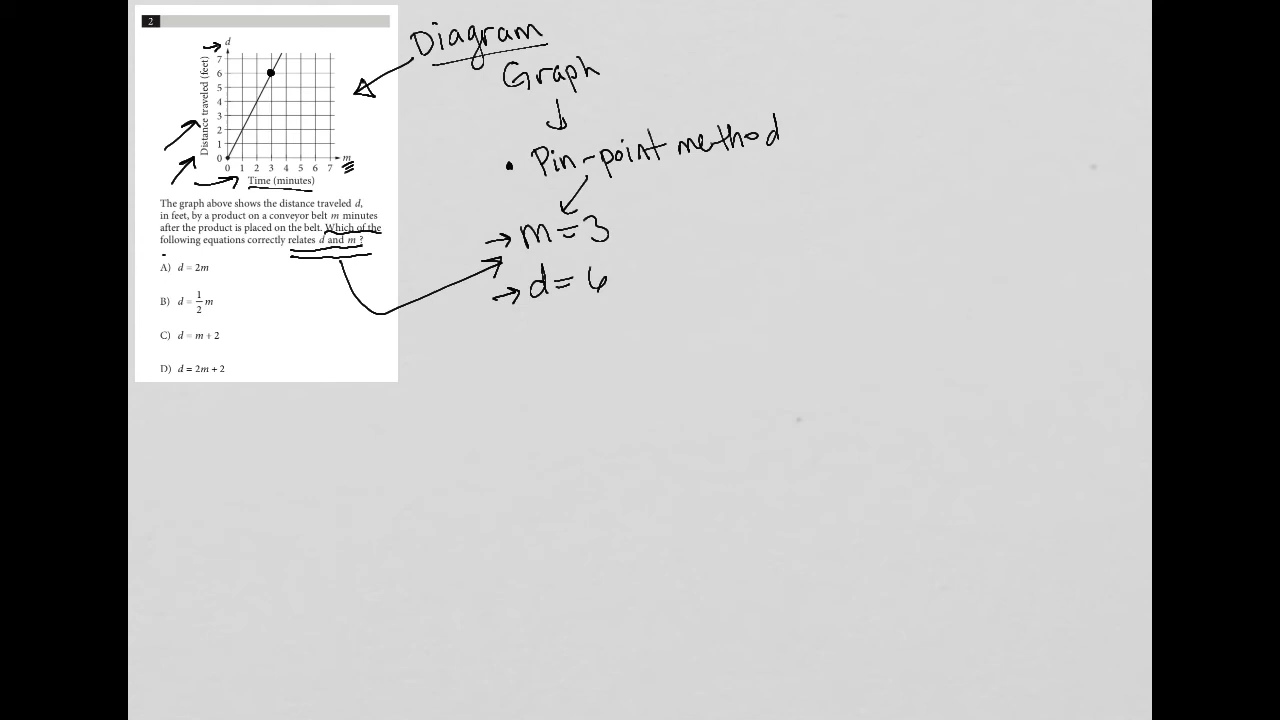 2
d
7
6
5
4
3
2
1
0
Distance traveled (feet)
0 1 2 3 4 5 6 7
m
Time (minutes)
The graph above shows the distance traveled d,
in feet, by a product on a conveyor belt m minutes
after the product is placed on the belt. Which of the
following equations correctly relates d and m ?
A) d = 2m
B) d = 1/2 m
C) d = m + 2
D) d = 2m + 2
Diagram
Graph
• Pin-point method
→ m = 3
→ d = 6